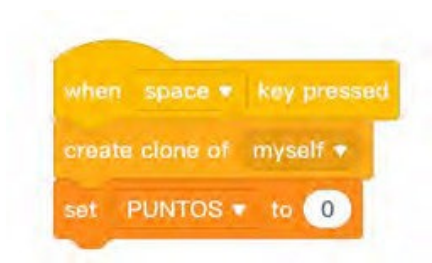 when space key pressed
create clone of myself
set PUNTOS to 0